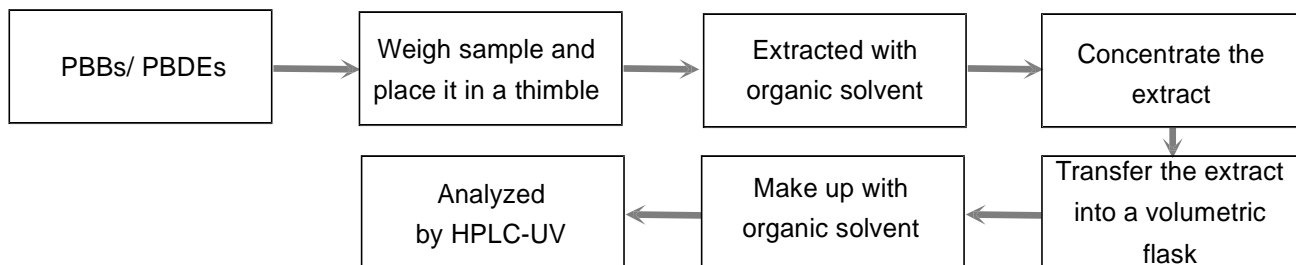 PBBs/ PBDEs
Weigh sample and
place it in a thimble
Extracted with
organic solvent
Concentrate the
extract
Transfer the extract
into a volumetric
flask
Make up with
organic solvent
Analyzed
by HPLC-UV